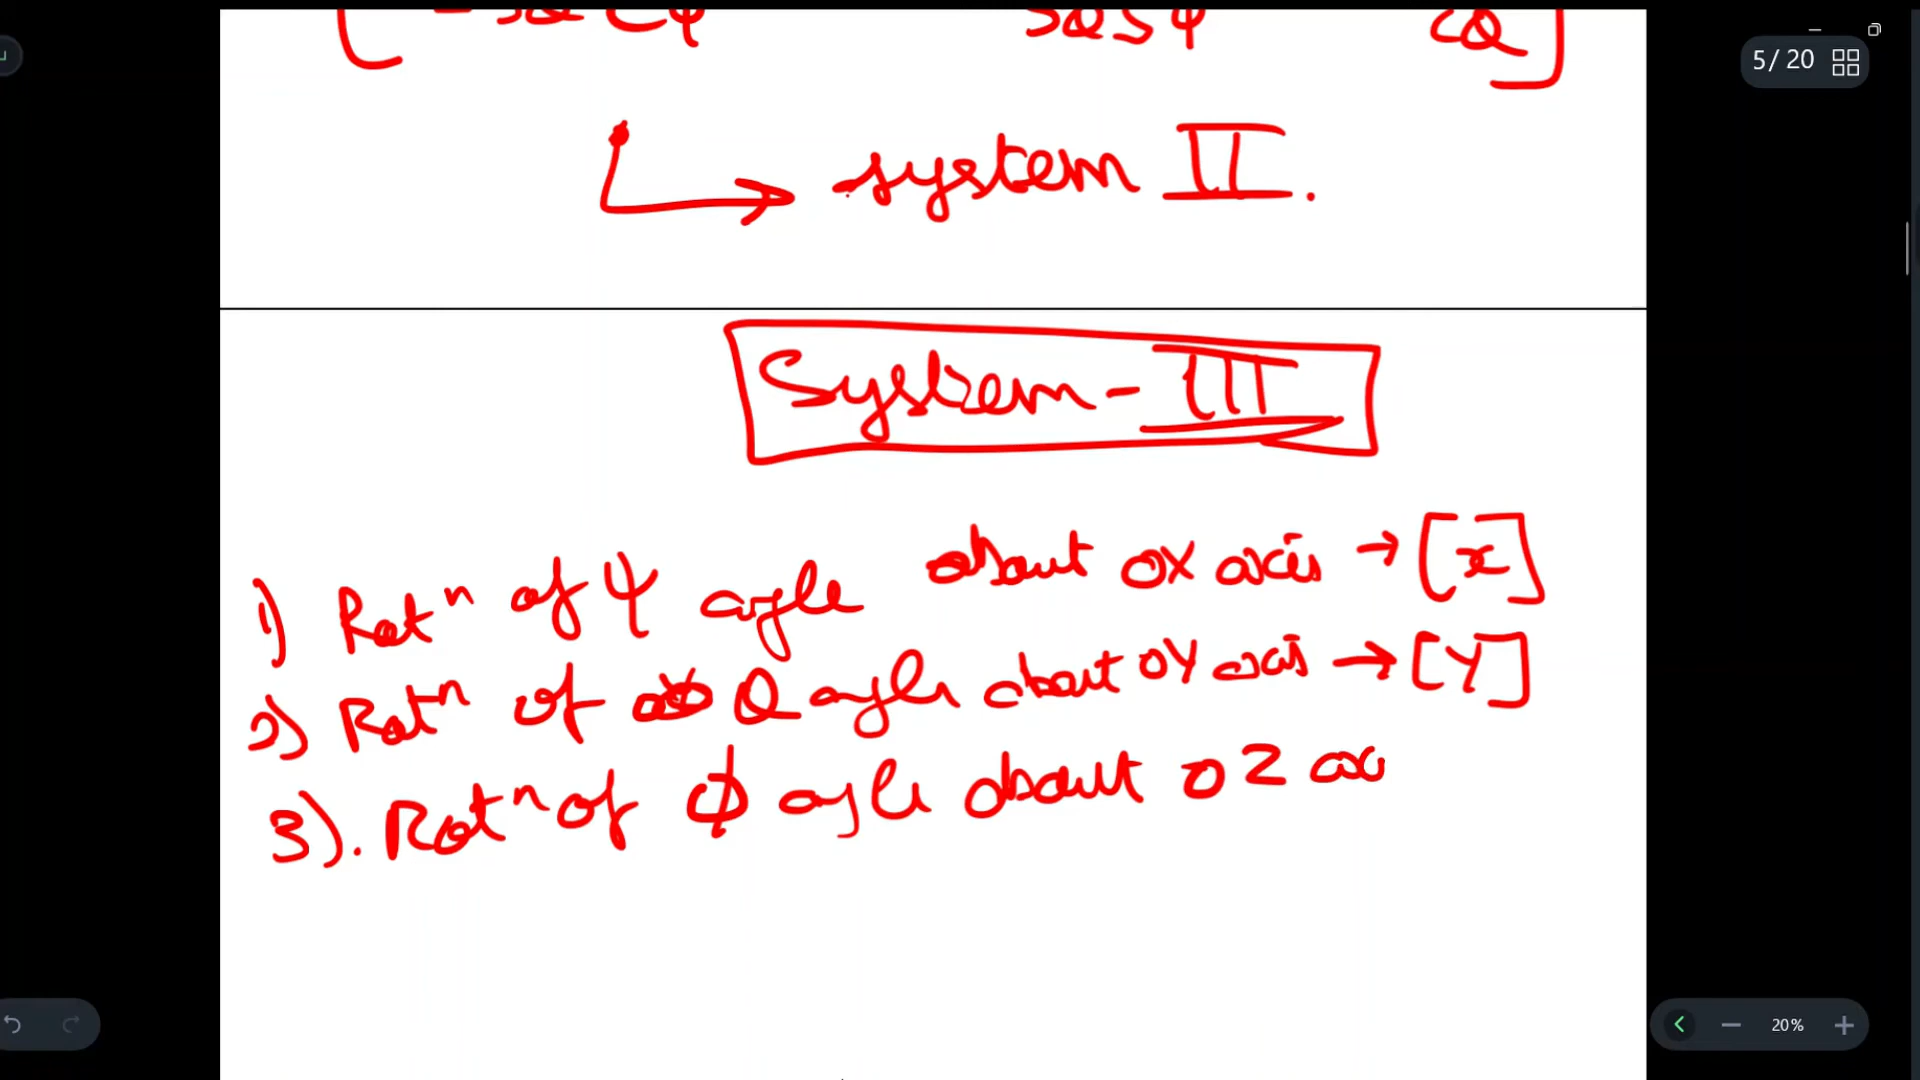 5/ 20
system II.
System - III
1) Rotⁿ of ψ angle about OX axis → [x]
2) Rotⁿ of θ angle about OY axis → [Y]
3). Rotⁿ of ϕ angle about OZ ax
20%